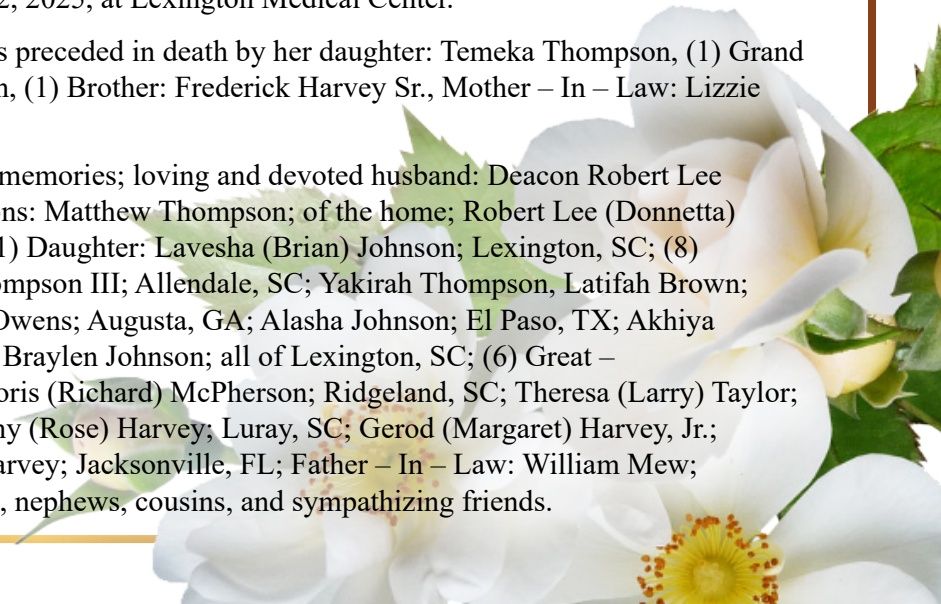 2, 2025, at Lexington Medical Center.
s preceded in death by her daughter: Temeka Thompson, (1) Grand
n, (1) Brother: Frederick Harvey Sr., Mother – In – Law: Lizzie
memories; loving and devoted husband: Deacon Robert Lee
ons: Matthew Thompson; of the home; Robert Lee (Donnetta)
1) Daughter: Lavesha (Brian) Johnson; Lexington, SC; (8)
ompson III; Allendale, SC; Yakirah Thompson, Latifah Brown;
Owens; Augusta, GA; Alasha Johnson; El Paso, TX; Akhiya
Braylen Johnson; all of Lexington, SC; (6) Great –
oris (Richard) McPherson; Ridgeland, SC; Theresa (Larry) Taylor;
ny (Rose) Harvey; Luray, SC; Gerod (Margaret) Harvey, Jr.;
arvey; Jacksonville, FL; Father – In – Law: William Mew;
, nephews, cousins, and sympathizing friends.